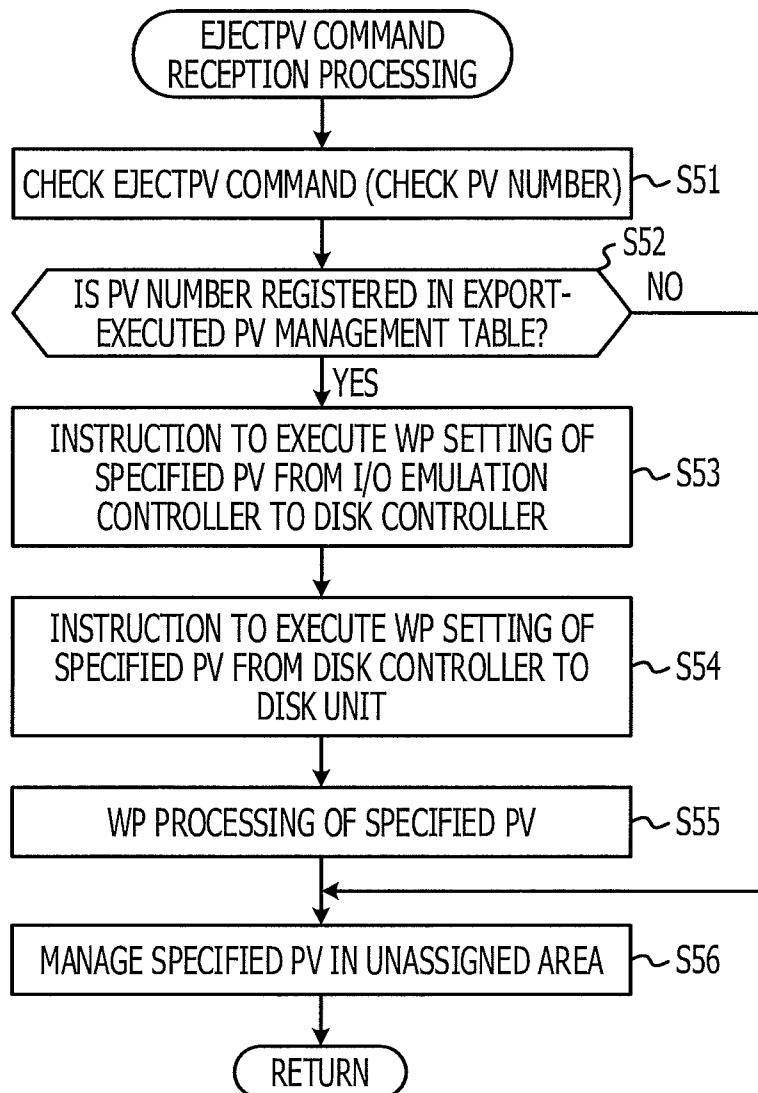 EJECTPV COMMAND
RECEPTION PROCESSING
CHECK EJECTPV COMMAND (CHECK PV NUMBER)
S51
S52
IS PV NUMBER REGISTERED IN EXPORT-
EXECUTED PV MANAGEMENT TABLE?
NO
YES
INSTRUCTION TO EXECUTE WP SETTING OF
SPECIFIED PV FROM I/O EMULATION
CONTROLLER TO DISK CONTROLLER
S53
INSTRUCTION TO EXECUTE WP SETTING OF
SPECIFIED PV FROM DISK CONTROLLER TO
DISK UNIT
S54
WP PROCESSING OF SPECIFIED PV
S55
MANAGE SPECIFIED PV IN UNASSIGNED AREA
S56
RETURN